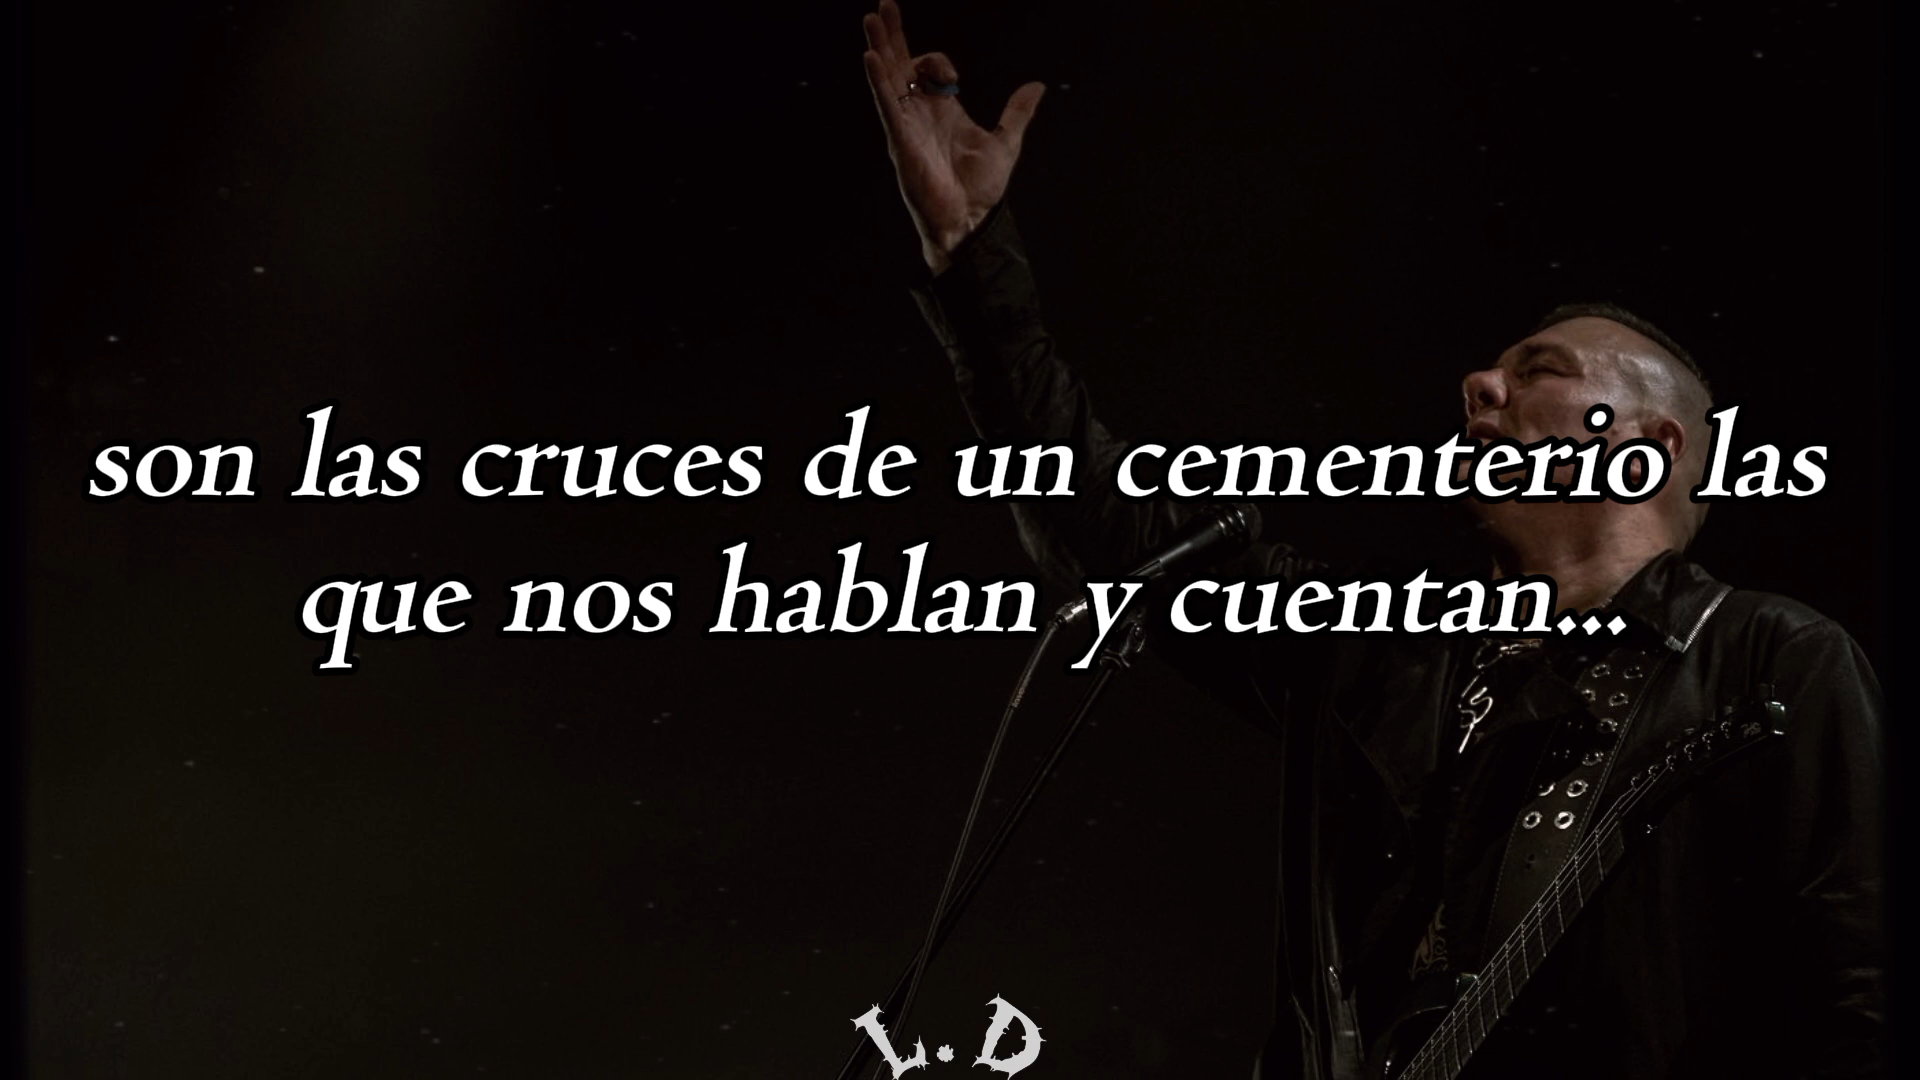 son las cruces de un cementerio las
que nos hablan y cuentan...
L.D